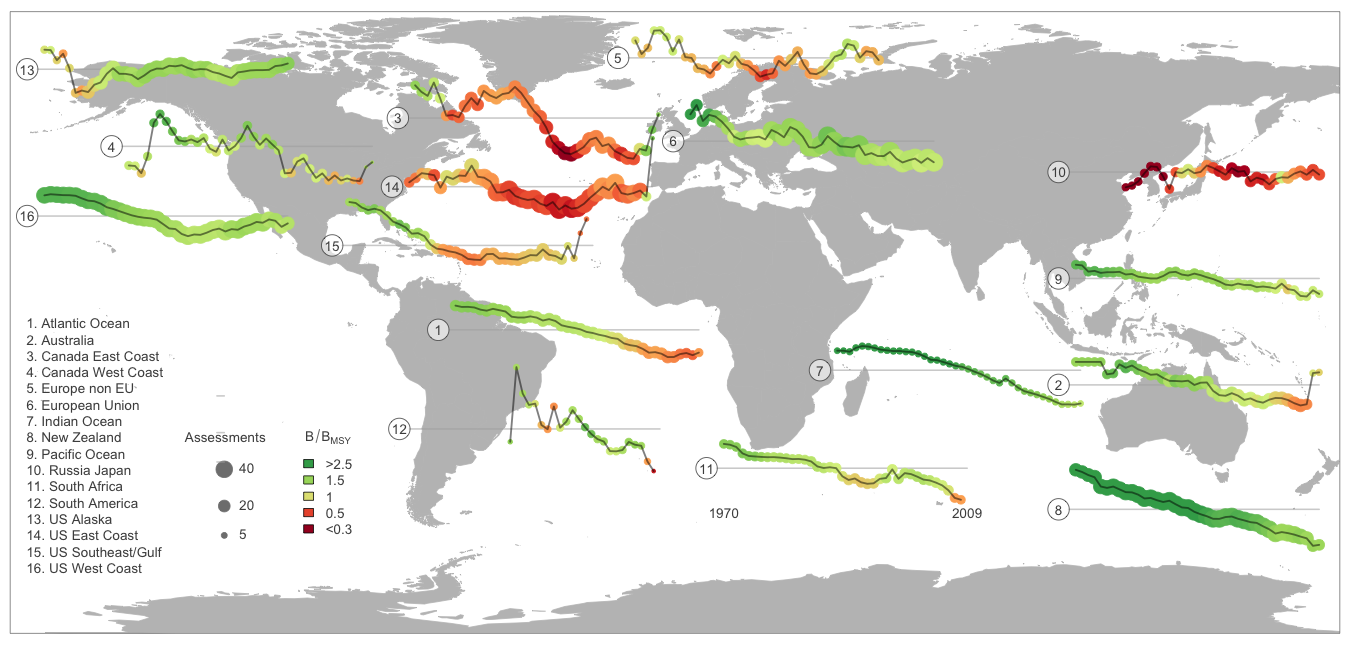 13
5
3
4
6
10
14
16
15
9
1
7
2
12
11
8
1970
2009
1. Atlantic Ocean
2. Australia
3. Canada East Coast
4. Canada West Coast
5. Europe non EU
6. European Union
7. Indian Ocean
8. New Zealand
9. Pacific Ocean
10. Russia Japan
11. South Africa
12. South America
13. US Alaska
14. US East Coast
15. US Southeast/Gulf
16. US West Coast
Assessments
40
20
5
B/BMSY
>2.5
1.5
1
0.5
<0.3